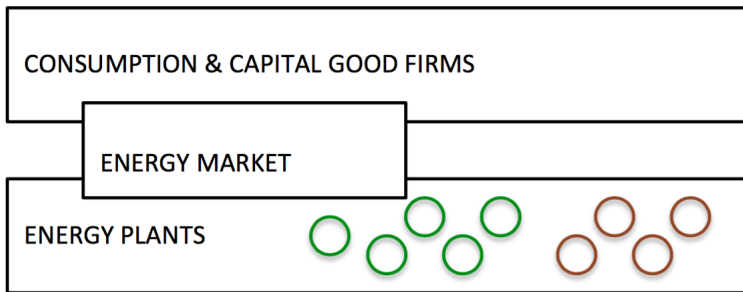 CONSUMPTION & CAPITAL GOOD FIRMS
ENERGY MARKET
ENERGY PLANTS